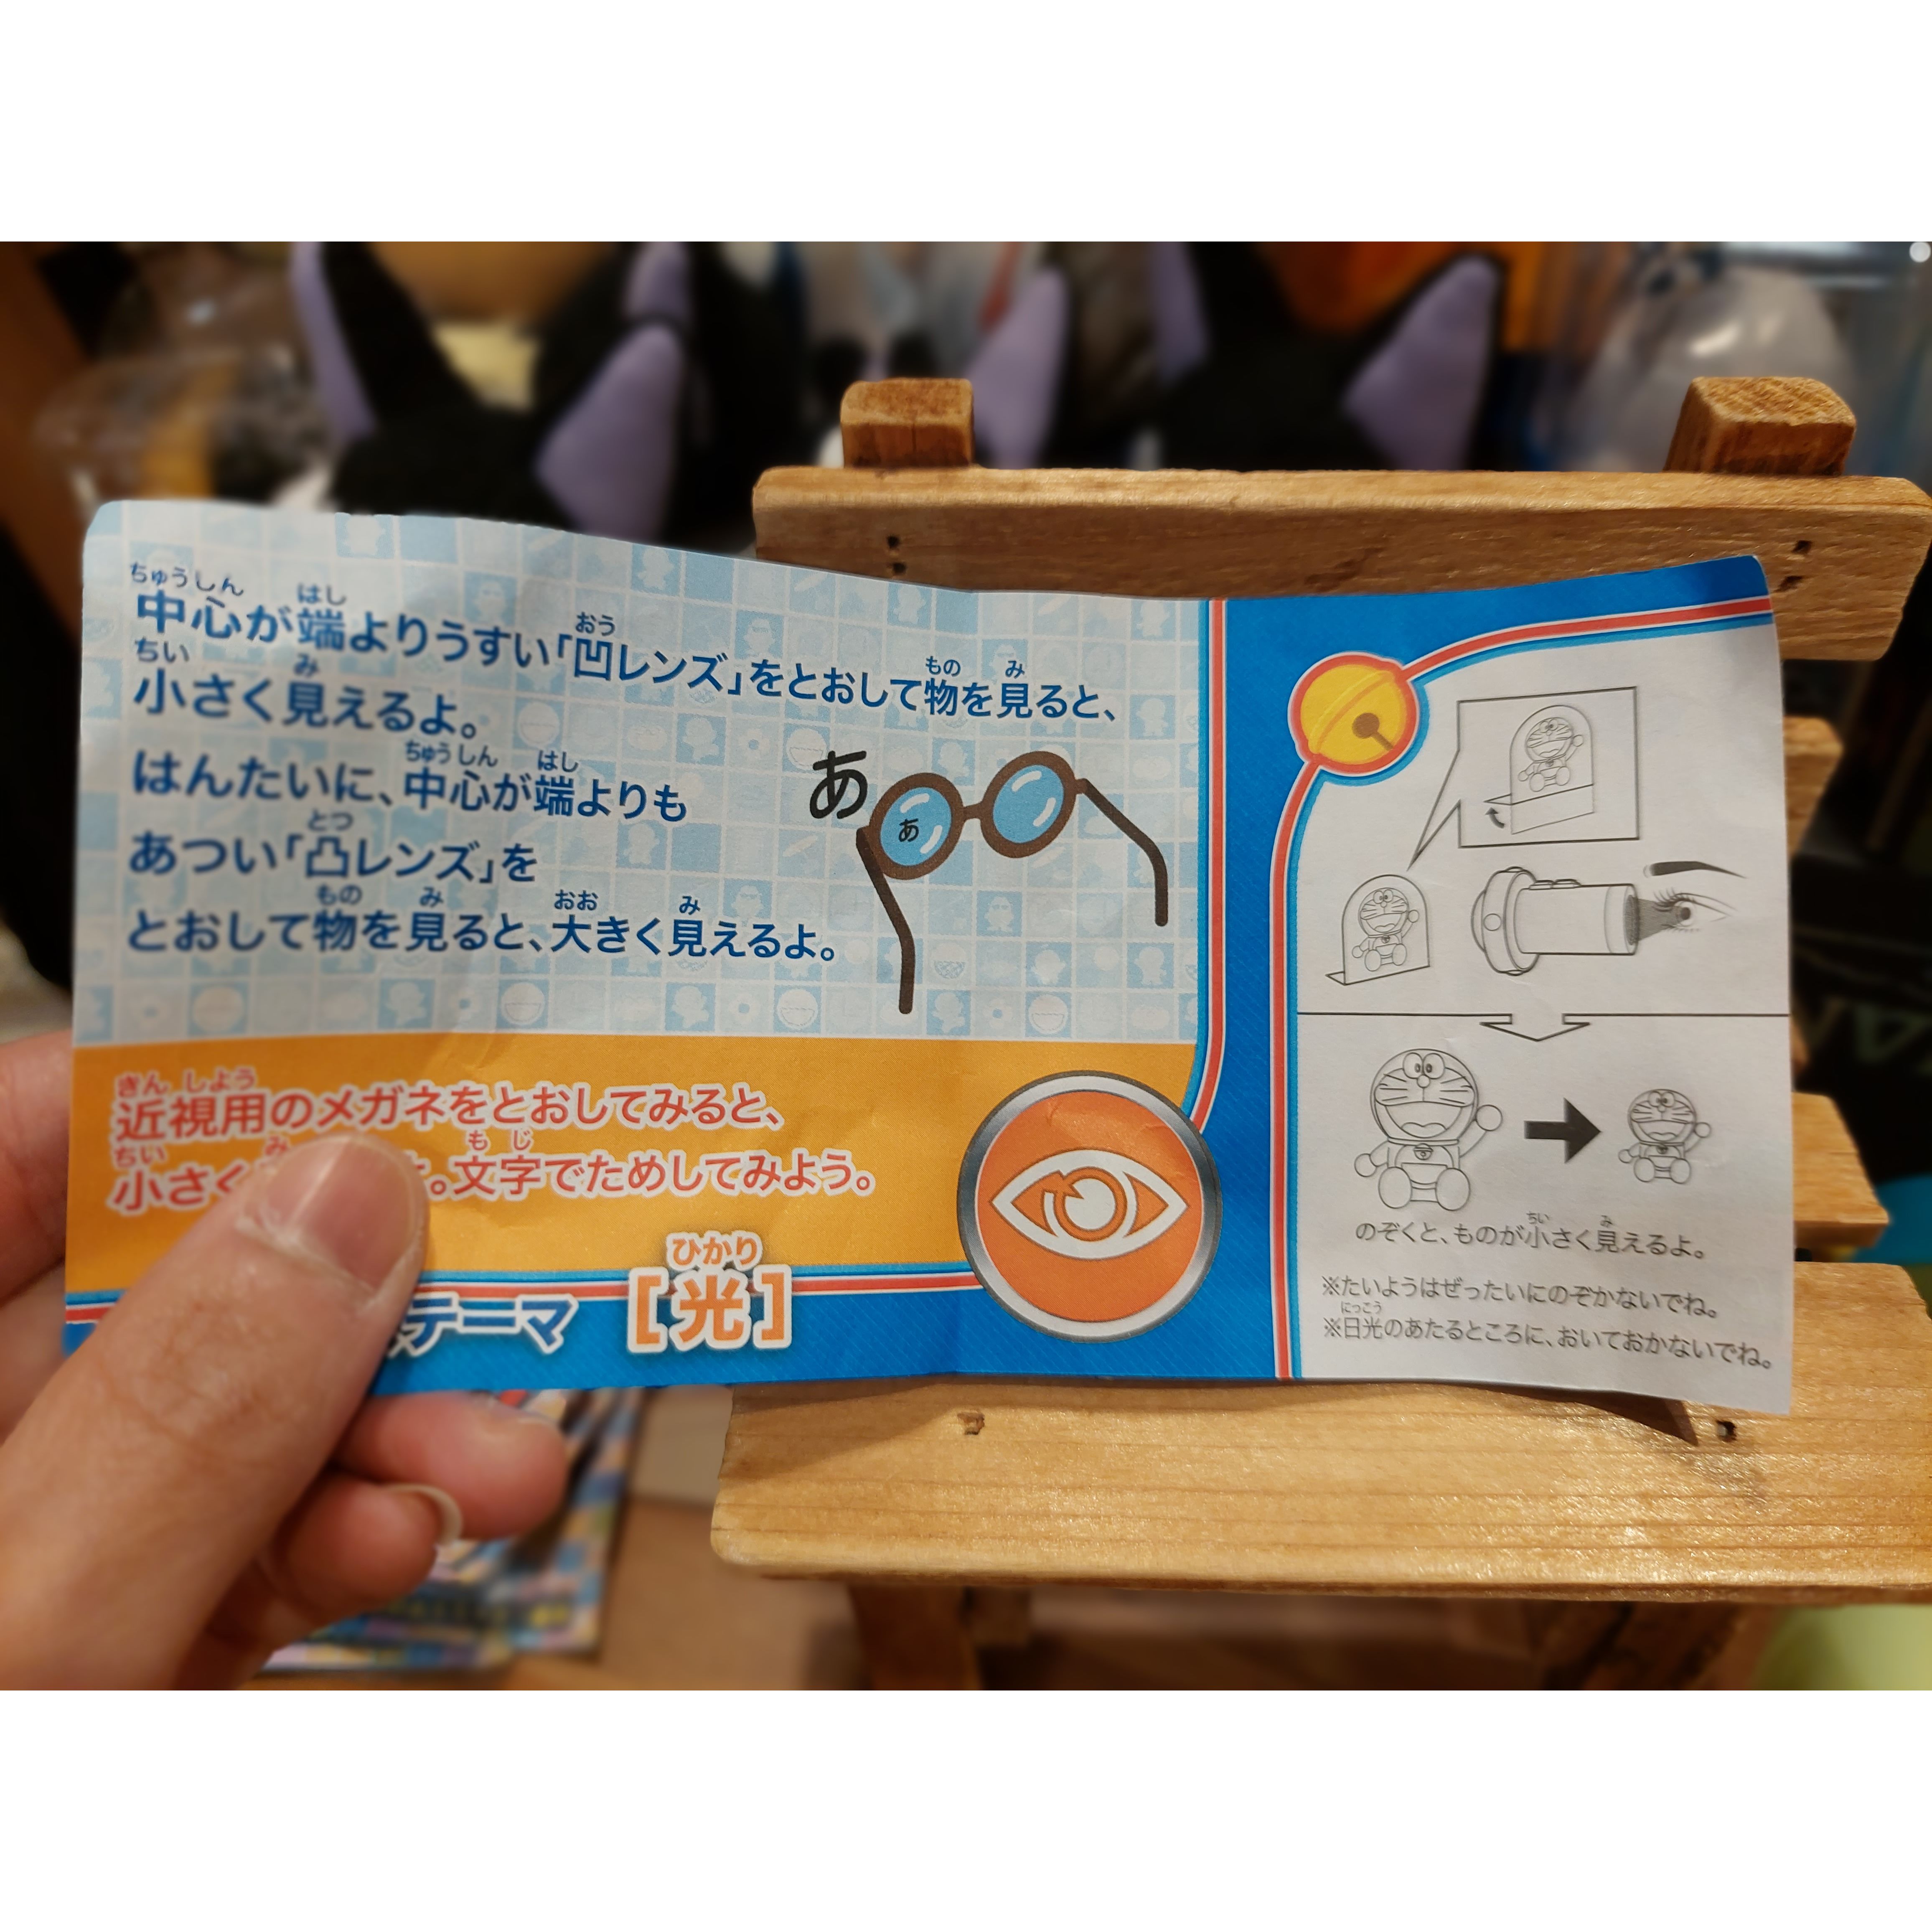 中心が端よりうすい「凹レンズ」をとおして物を見ると、
小さく見えるよ。
はんたいに、中心が端よりも
あつい「凸レンズ」を
とおして物を見ると、大きく見えるよ。
あ
あ
近視用のメガネをとおしてみると、
小さく
。文字でためしてみよう。
テーマ [光]
のぞくと、ものが小さく見えるよ。
※たいようはぜったいにのぞかないでね。
※日光のあたるところに、おいておかないでね。